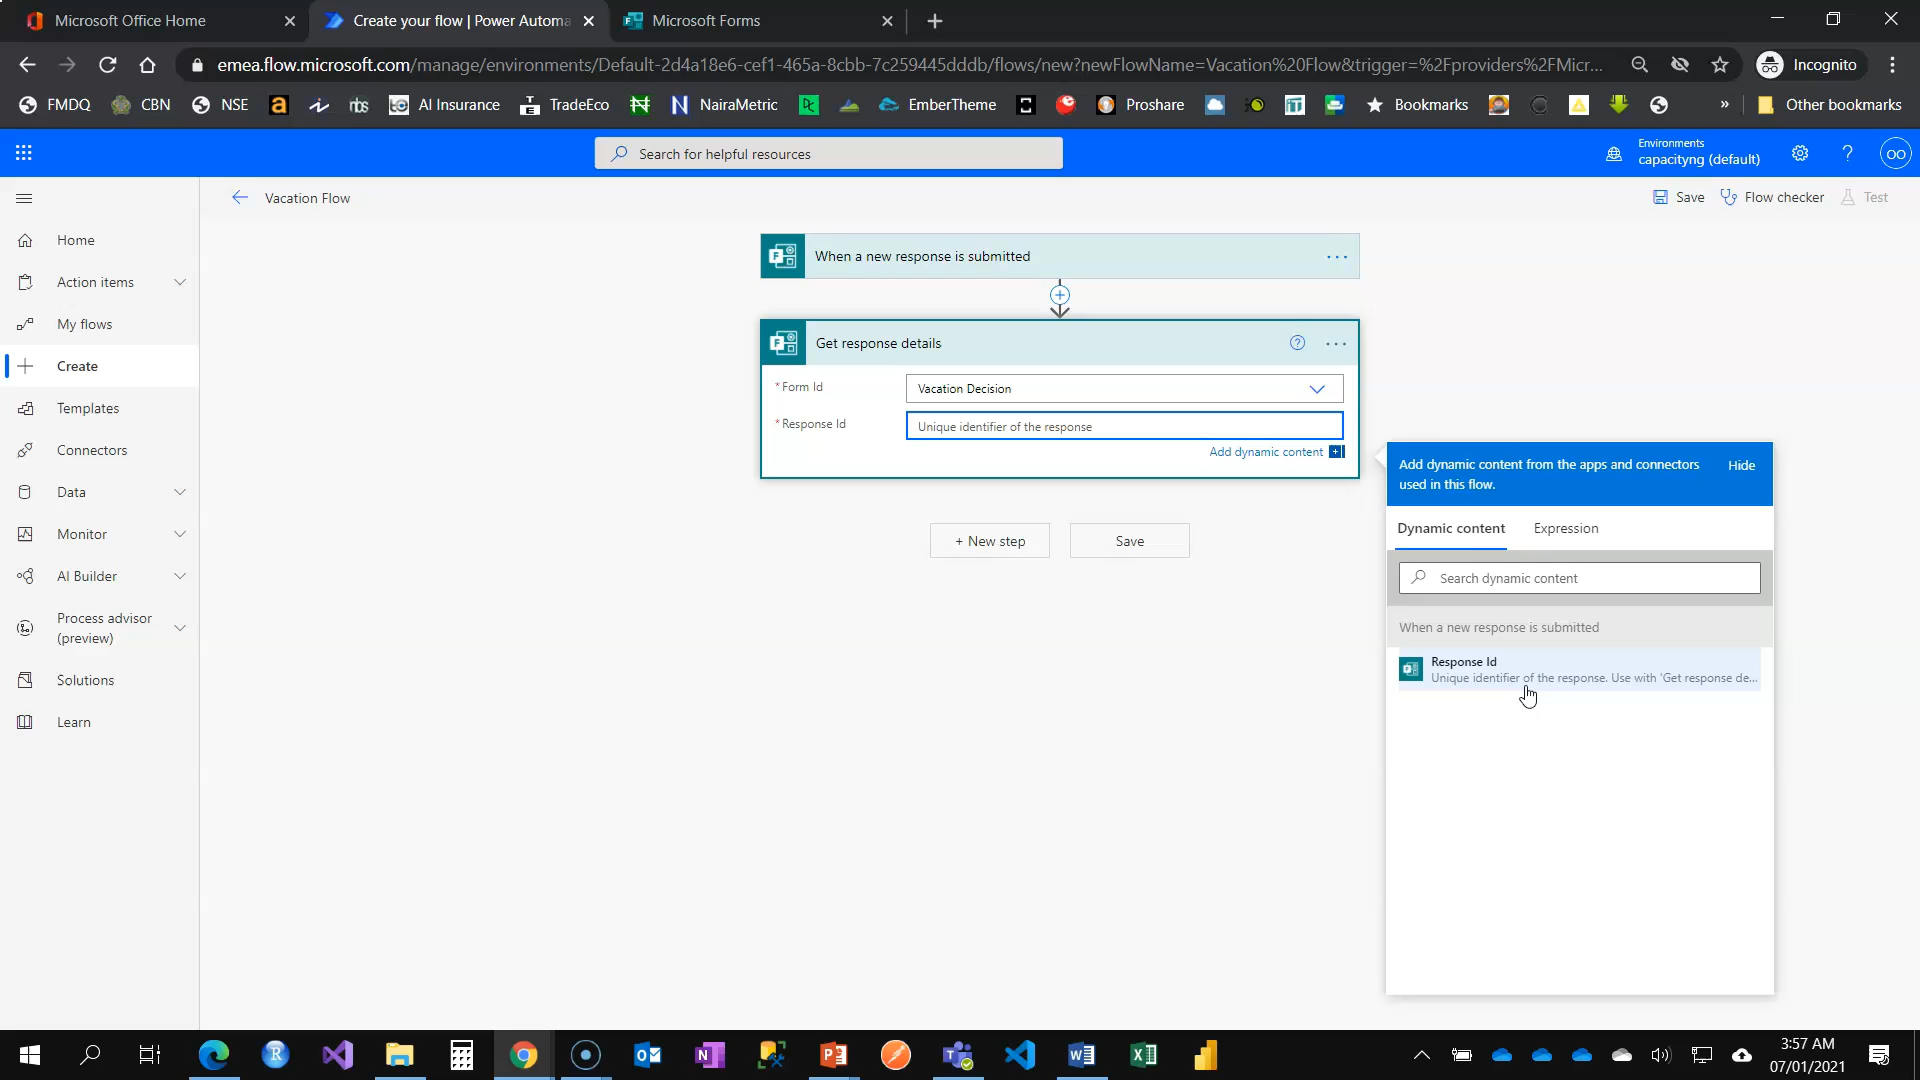 Microsoft Office Home
Create your flow | Power Automa
Microsoft Forms
emea.flow.microsoft.com/manage/environments/Default-2d4a18e6-cef1-465a-8cbb-7c259445dddb/flows/new?newFlowName=Vacation%20Flow&trigger=%2Fproviders%2FMicr...
Incognito
FMDQ
CBN
NSE
AI Insurance
TradeEco
NairaMetric
EmberTheme
Proshare
Bookmarks
»
Other bookmarks
Search for helpful resources
Environments
capacityng (default)
?
OO
Vacation Flow
Save
Flow checker
Test
Home
Action items
My flows
Create
Templates
Connectors
Data
Monitor
AI Builder
Process advisor
(preview)
Solutions
Learn
When a new response is submitted
...
Get response details
...
* Form Id
Vacation Decision
* Response Id
Unique identifier of the response
Add dynamic content
+ New step
Save
Add dynamic content from the apps and connectors
used in this flow.
Hide
Dynamic content
Expression
Search dynamic content
When a new response is submitted
Response Id
Unique identifier of the response. Use with 'Get response de...
3:57 AM
07/01/2021